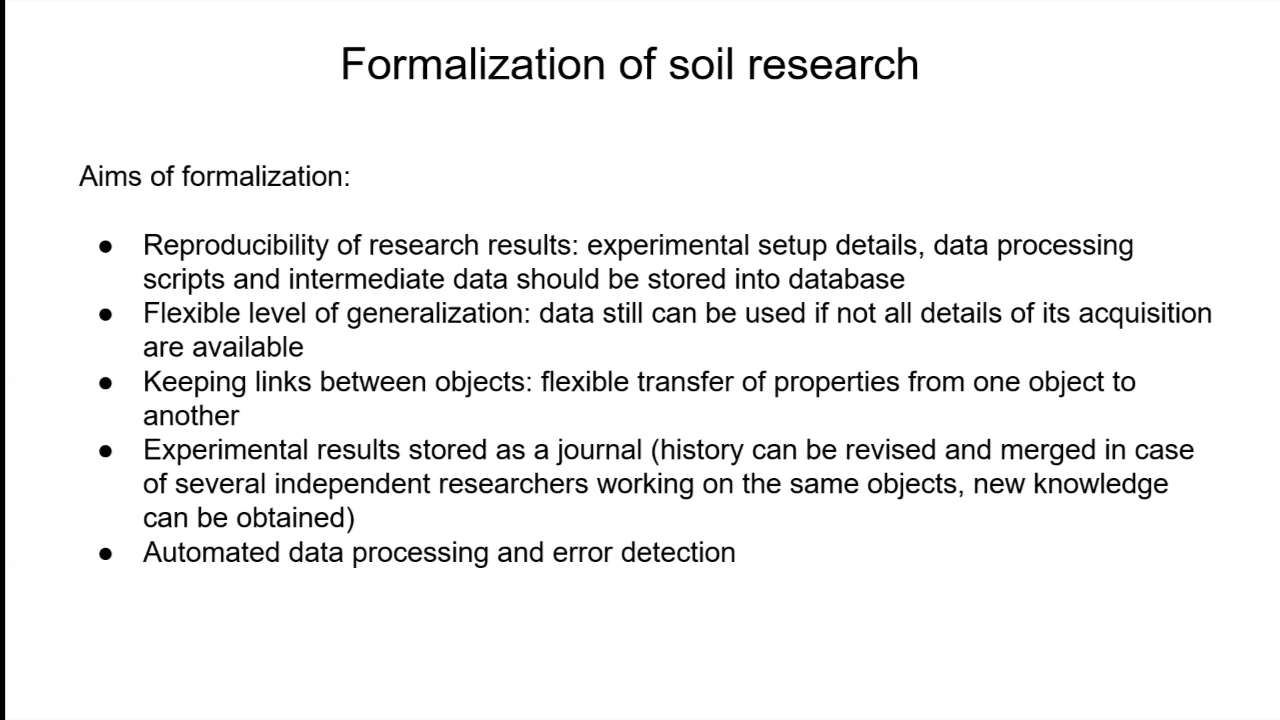 Formalization of soil research
Aims of formalization:
● Reproducibility of research results: experimental setup details, data processing
scripts and intermediate data should be stored into database
● Flexible level of generalization: data still can be used if not all details of its acquisition
are available
● Keeping links between objects: flexible transfer of properties from one object to
another
● Experimental results stored as a journal (history can be revised and merged in case
of several independent researchers working on the same objects, new knowledge
can be obtained)
● Automated data processing and error detection